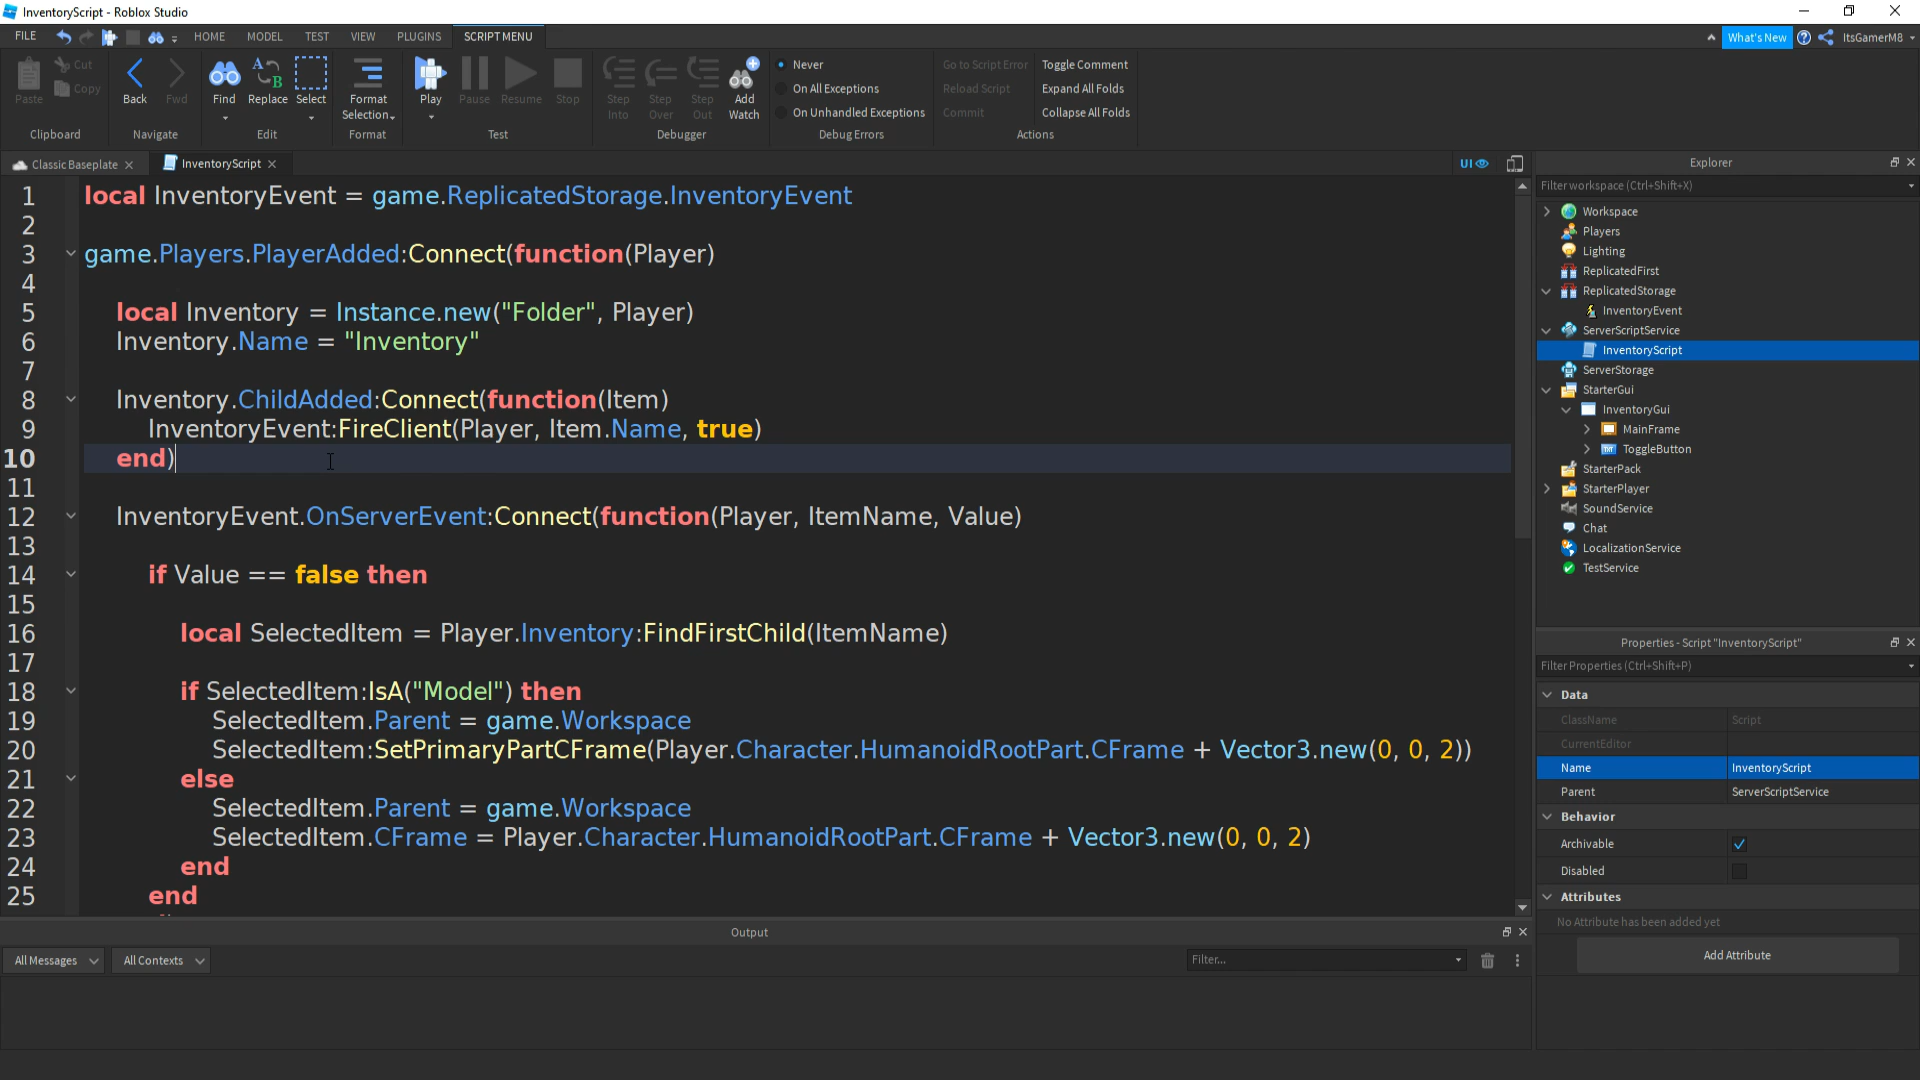 InventoryScript - Roblox Studio
FILE HOME MODEL TEST VIEW PLUGINS SCRIPT MENU What's New ItsGamerM8
Paste Cut Copy Back Fwd Find Replace Select Format Selection Play Pause Resume Stop Step Into Step Over Step Out Add Watch
Never
On All Exceptions
On Unhandled Exceptions
Go to Script Error
Reload Script
Commit
Toggle Comment
Expand All Folds
Collapse All Folds
Clipboard Navigate Edit Format Test Debugger Debug Errors Actions
Classic Baseplate InventoryScript UI
1 local InventoryEvent = game.ReplicatedStorage.InventoryEvent
2
3 game.Players.PlayerAdded:Connect(function(Player)
4
5 local Inventory = Instance.new("Folder", Player)
6 Inventory.Name = "Inventory"
7
8 Inventory.ChildAdded:Connect(function(Item)
9 InventoryEvent:FireClient(Player, Item.Name, true)
10 end)
11
12 InventoryEvent.OnServerEvent:Connect(function(Player, ItemName, Value)
13
14 if Value == false then
15
16 local SelectedItem = Player.Inventory:FindFirstChild(ItemName)
17
18 if SelectedItem:IsA("Model") then
19 SelectedItem.Parent = game.Workspace
20 SelectedItem:SetPrimaryPartCFrame(Player.Character.HumanoidRootPart.CFrame + Vector3.new(0, 0, 2))
21 else
22 SelectedItem.Parent = game.Workspace
23 SelectedItem.CFrame = Player.Character.HumanoidRootPart.CFrame + Vector3.new(0, 0, 2)
24 end
25 end
Output
All Messages All Contexts Filter...
Explorer
Filter workspace (Ctrl+Shift+X)
Workspace
Players
Lighting
ReplicatedFirst
ReplicatedStorage
InventoryEvent
ServerScriptService
InventoryScript
ServerStorage
StarterGui
InventoryGui
MainFrame
ToggleButton
StarterPack
StarterPlayer
SoundService
Chat
LocalizationService
TestService
Properties - Script "InventoryScript"
Filter Properties (Ctrl+Shift+P)
Data
ClassName Script
CurrentEditor
Name InventoryScript
Parent ServerScriptService
Behavior
Archivable
Disabled
Attributes
No Attribute has been added yet
Add Attribute